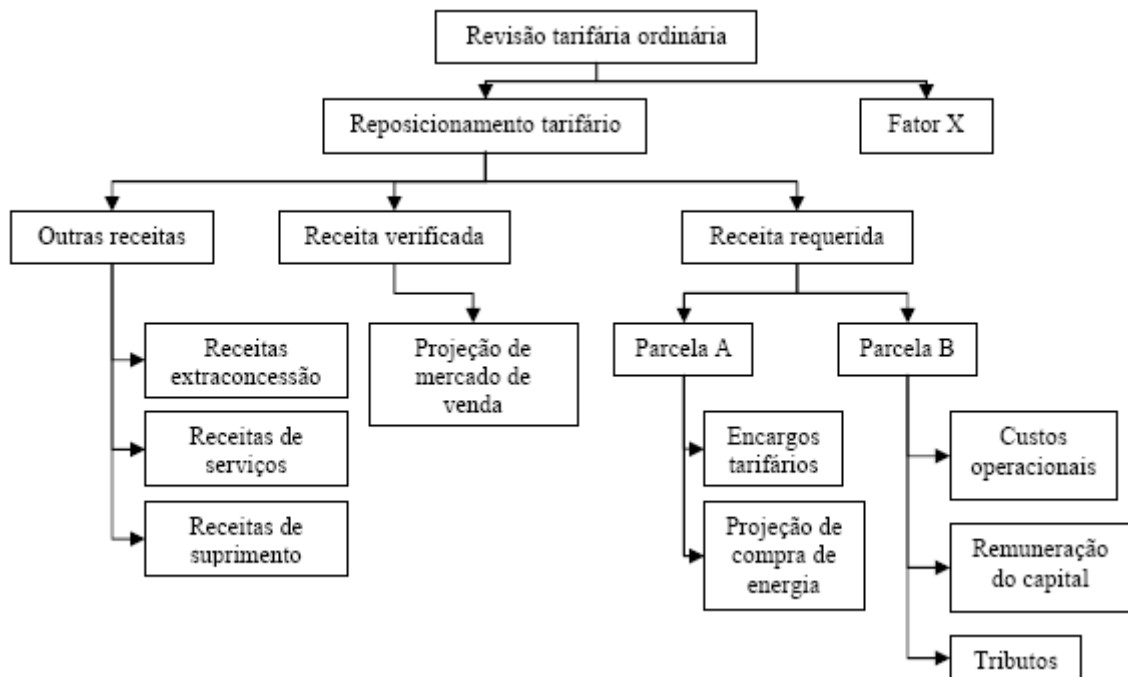 Revisão tarifária ordinária
Reposicionamento tarifário
Fator X
Outras receitas
Receita verificada
Receita requerida
Receitas
extraconcessão
Receitas de
serviços
Receitas de
suprimento
Projeção de
mercado de
venda
Parcela A
Parcela B
Encargos
tarifários
Projeção de
compra de
energia
Custos
operacionais
Remuneração
do capital
Tributos